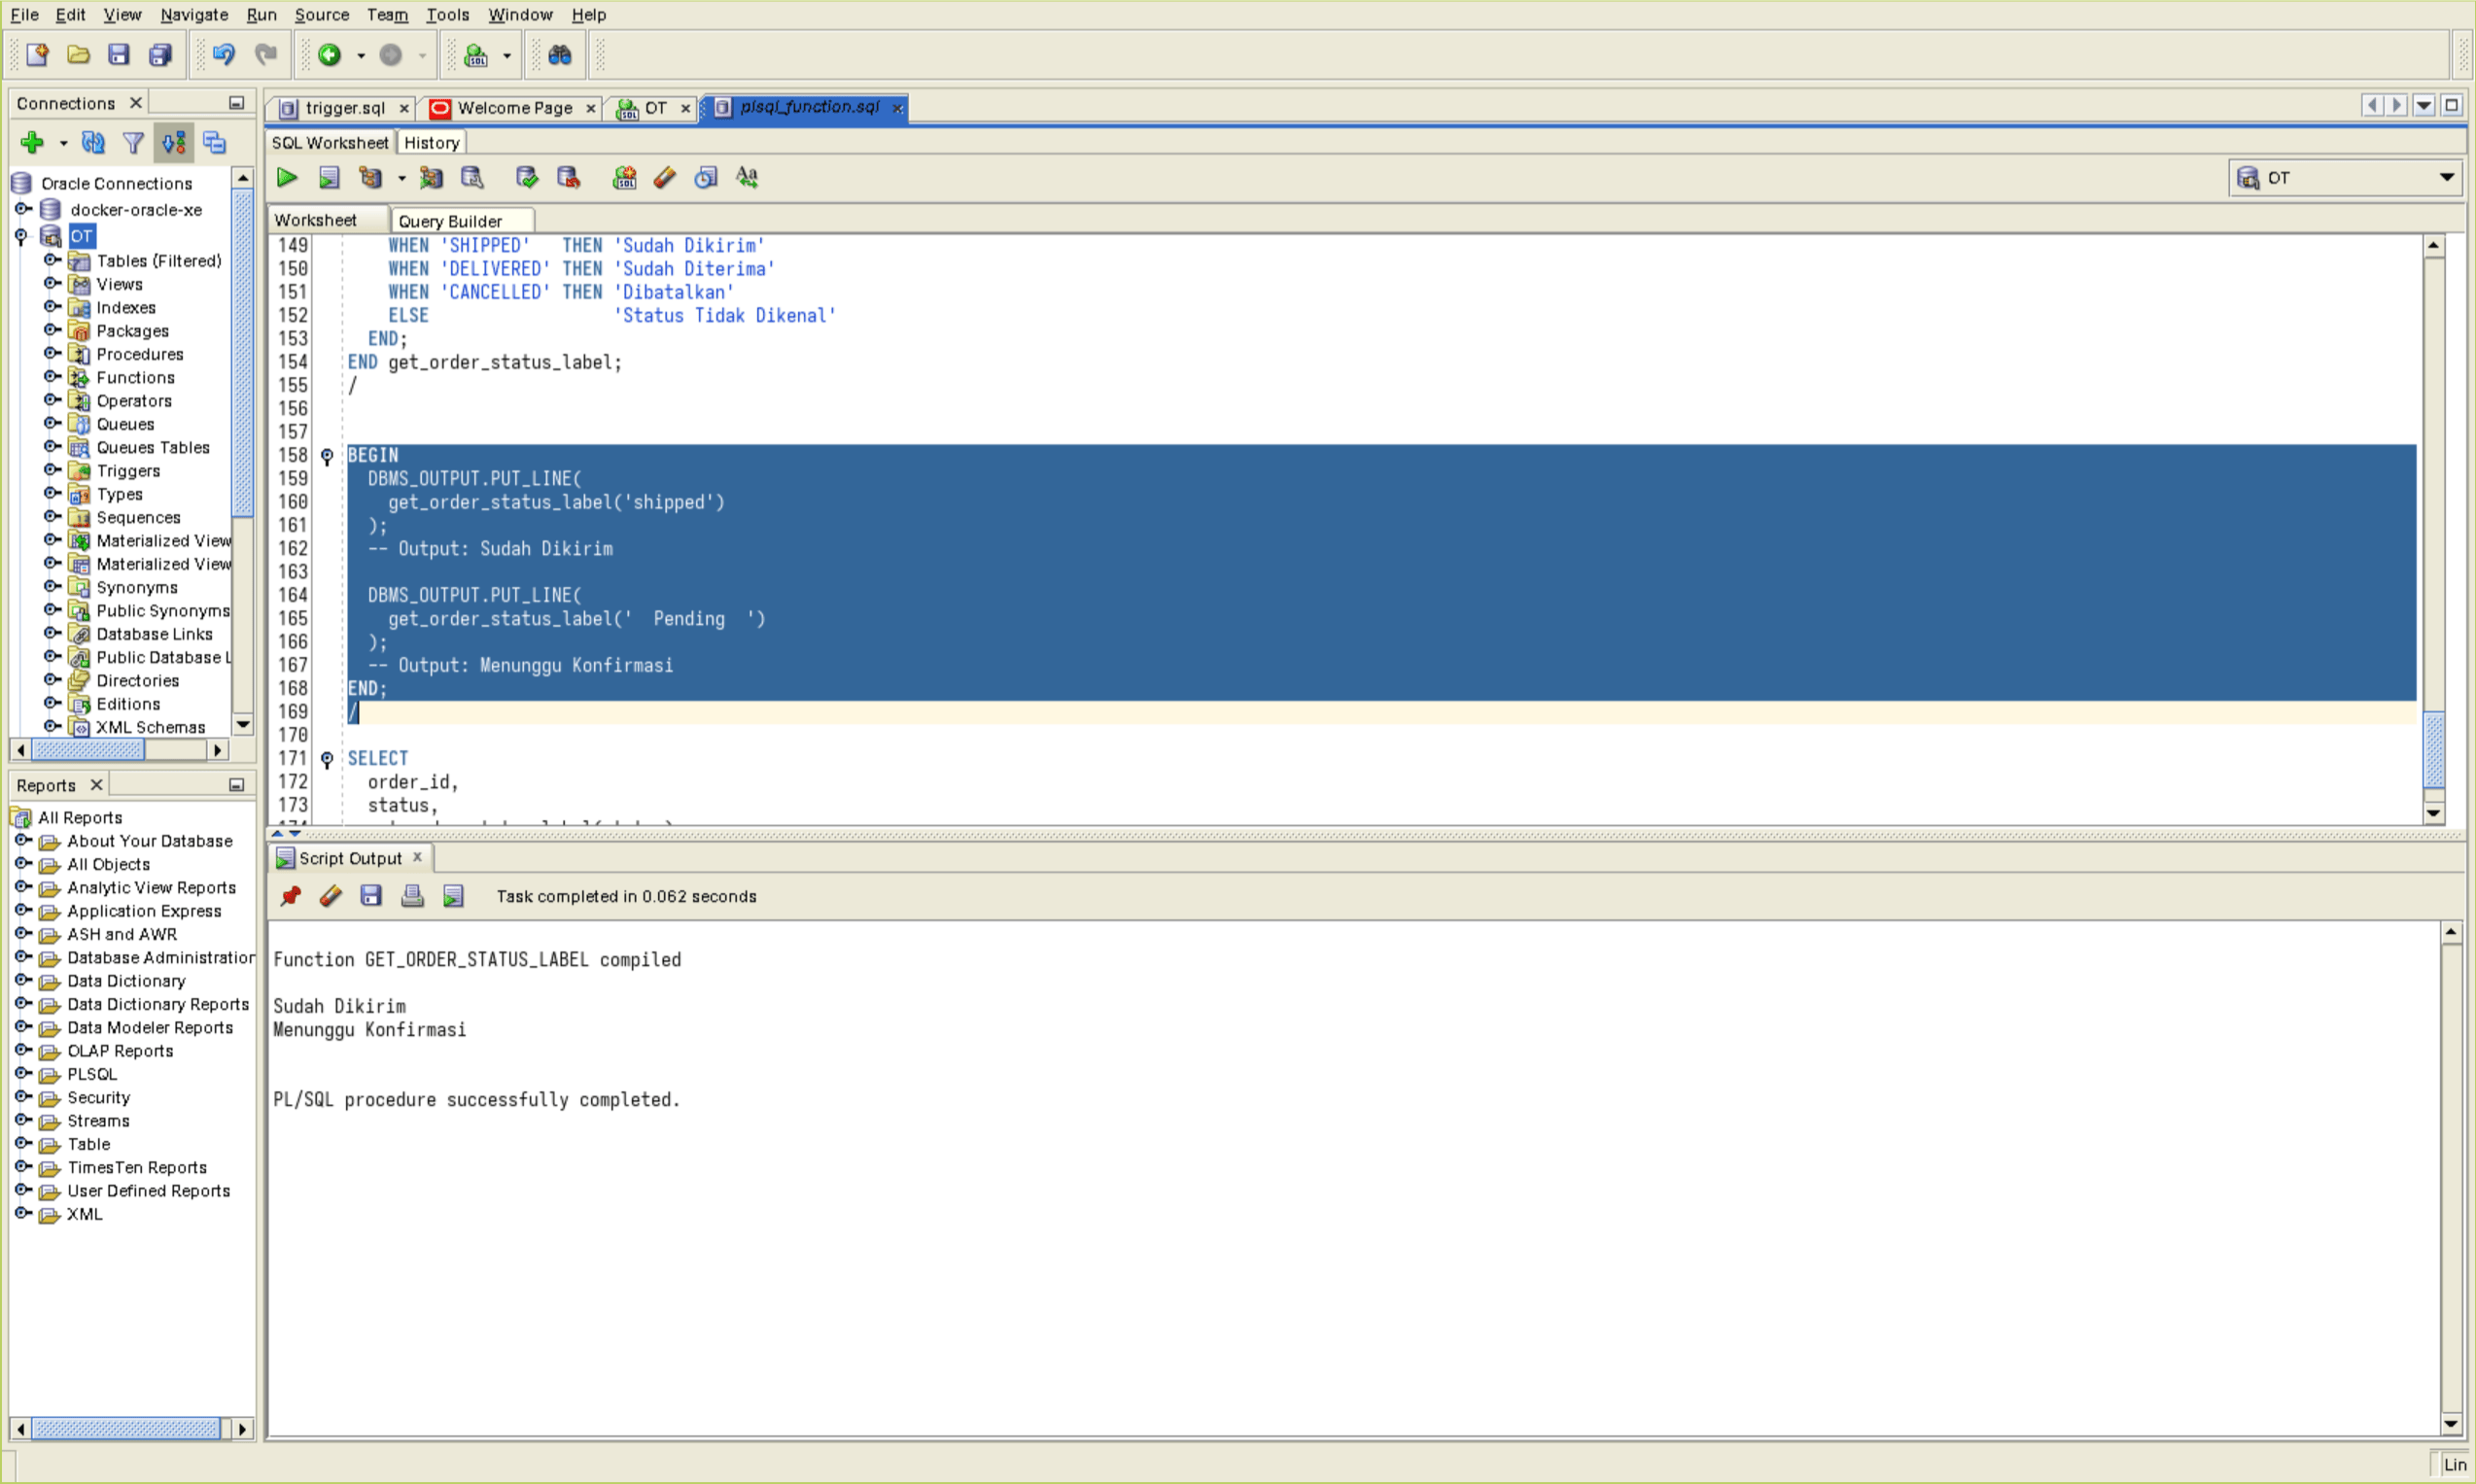 File Edit View Navigate Run Source Team Tools Window Help
Connections
Oracle Connections
docker-oracle-xe
OT
Tables (Filtered)
Views
Indexes
Packages
Procedures
Functions
Operators
Queues
Queues Tables
Triggers
Types
Sequences
Materialized View
Materialized View
Synonyms
Public Synonyms
Database Links
Public Database L
Directories
Editions
XML Schemas
Reports
All Reports
About Your Database
All Objects
Analytic View Reports
Application Express
ASH and AWR
Database Administration
Data Dictionary
Data Dictionary Reports
Data Modeler Reports
OLAP Reports
PLSQL
Security
Streams
Table
TimesTen Reports
User Defined Reports
XML
trigger.sql Welcome Page OT plsql_function.sql
SQL Worksheet History
OT
Worksheet Query Builder
149 WHEN 'SHIPPED' THEN 'Sudah Dikirim'
150 WHEN 'DELIVERED' THEN 'Sudah Diterima'
151 WHEN 'CANCELLED' THEN 'Dibatalkan'
152 ELSE 'Status Tidak Dikenal'
153 END;
154 END get_order_status_label;
155 /
156
157
158 BEGIN
159 DBMS_OUTPUT.PUT_LINE(
160 get_order_status_label('shipped')
161 );
162 -- Output: Sudah Dikirim
163
164 DBMS_OUTPUT.PUT_LINE(
165 get_order_status_label('  Pending  ')
166 );
167 -- Output: Menunggu Konfirmasi
168 END;
169 /
170
171 SELECT
172 order_id,
173 status,
Script Output
Task completed in 0.062 seconds
Function GET_ORDER_STATUS_LABEL compiled
Sudah Dikirim
Menunggu Konfirmasi
PL/SQL procedure successfully completed.
Lin